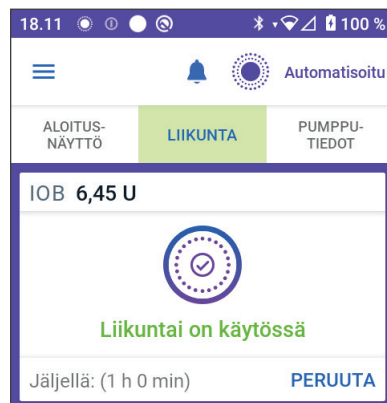 18.11 100 %
Automatisoitu
ALOITUS-
NÄYTTÖ
LIIKUNTA
PUMPPU-
TIEDOT
IOB 6,45 U
Liikuntai on käytössä
Jäljellä: (1 h 0 min) PERUUTA